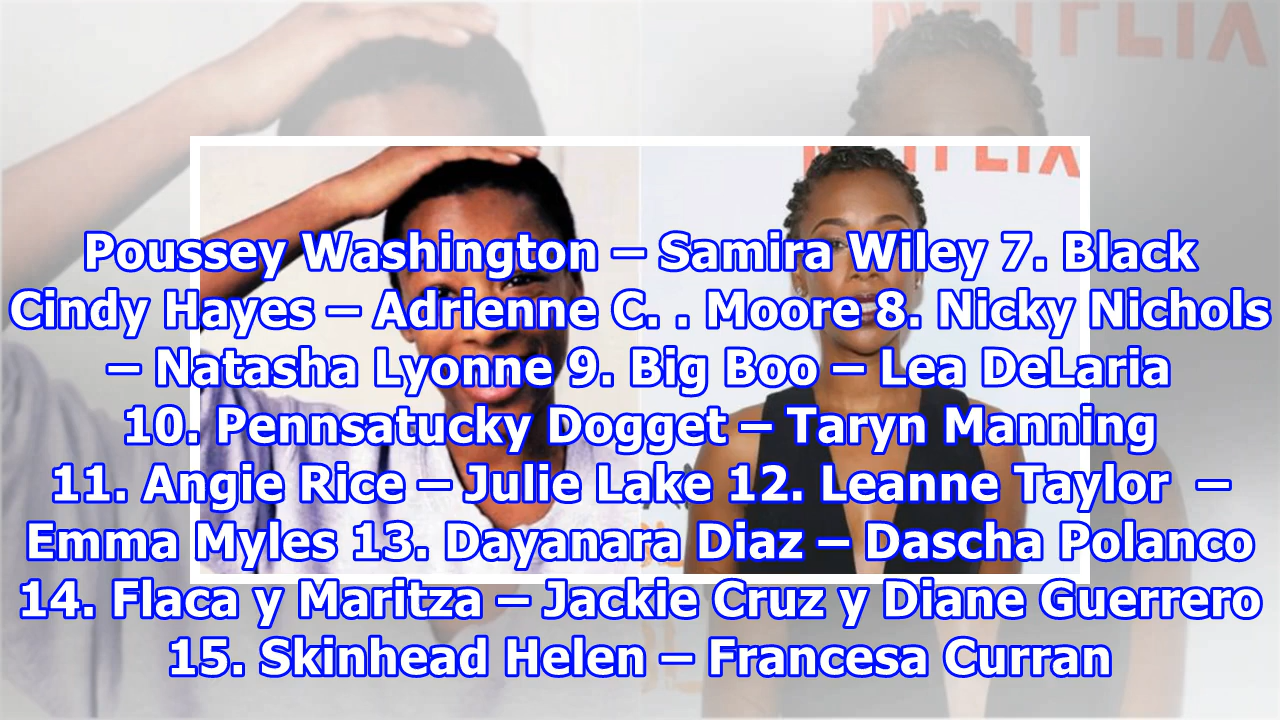 NETFLIX
NETFLIX
Poussey Washington – Samira Wiley 7. Black
Cindy Hayes – Adrienne C. . Moore 8. Nicky Nichols
– Natasha Lyonne 9. Big Boo – Lea DeLaria
10. Pennsatucky Dogget – Taryn Manning
11. Angie Rice – Julie Lake 12. Leanne Taylor  –
Emma Myles 13. Dayanara Diaz – Dascha Polanco
14. Flaca y Maritza – Jackie Cruz y Diane Guerrero
15. Skinhead Helen – Francesa Curran